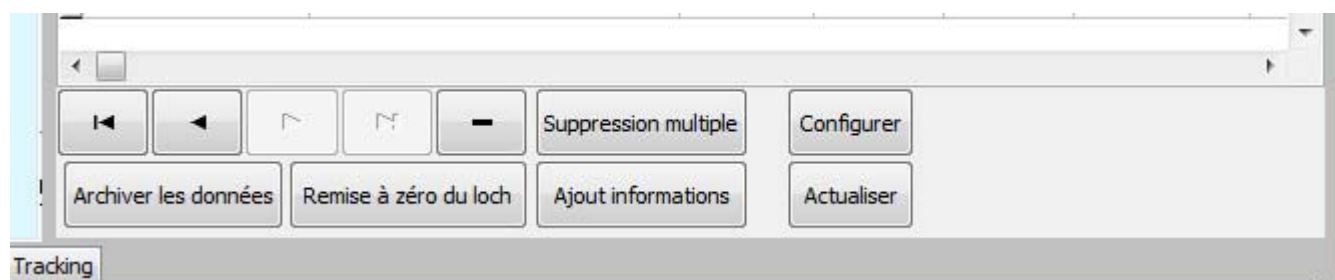 Suppression multiple Configurer
Archiver les données Remise à zéro du loch Ajout informations Actualiser
Tracking